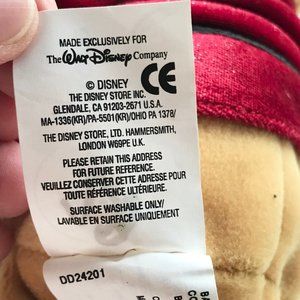 MADE EXCLUSIVELY FOR
The Walt Disney Company
© DISNEY
THE DISNEY STORE INC.
GLENDALE, CA 91203-2671 U.S.A.
MA-1336(KR)/PA-5501(KR)/OHIO PA 1378/
CE
THE DISNEY STORE, LTD. HAMMERSMITH,
LONDON W69PE U.K.
PLEASE RETAIN THIS ADDRESS
FOR FUTURE REFERENCE.
VEUILLEZ CONSERVER CETTE ADRESSE
POUR TOUTE RÉFÉRENCE ULTÉRIEURE.
SURFACE WASHABLE ONLY/
LAVABLE EN SURFACE UNIQUEMENT
DD24201